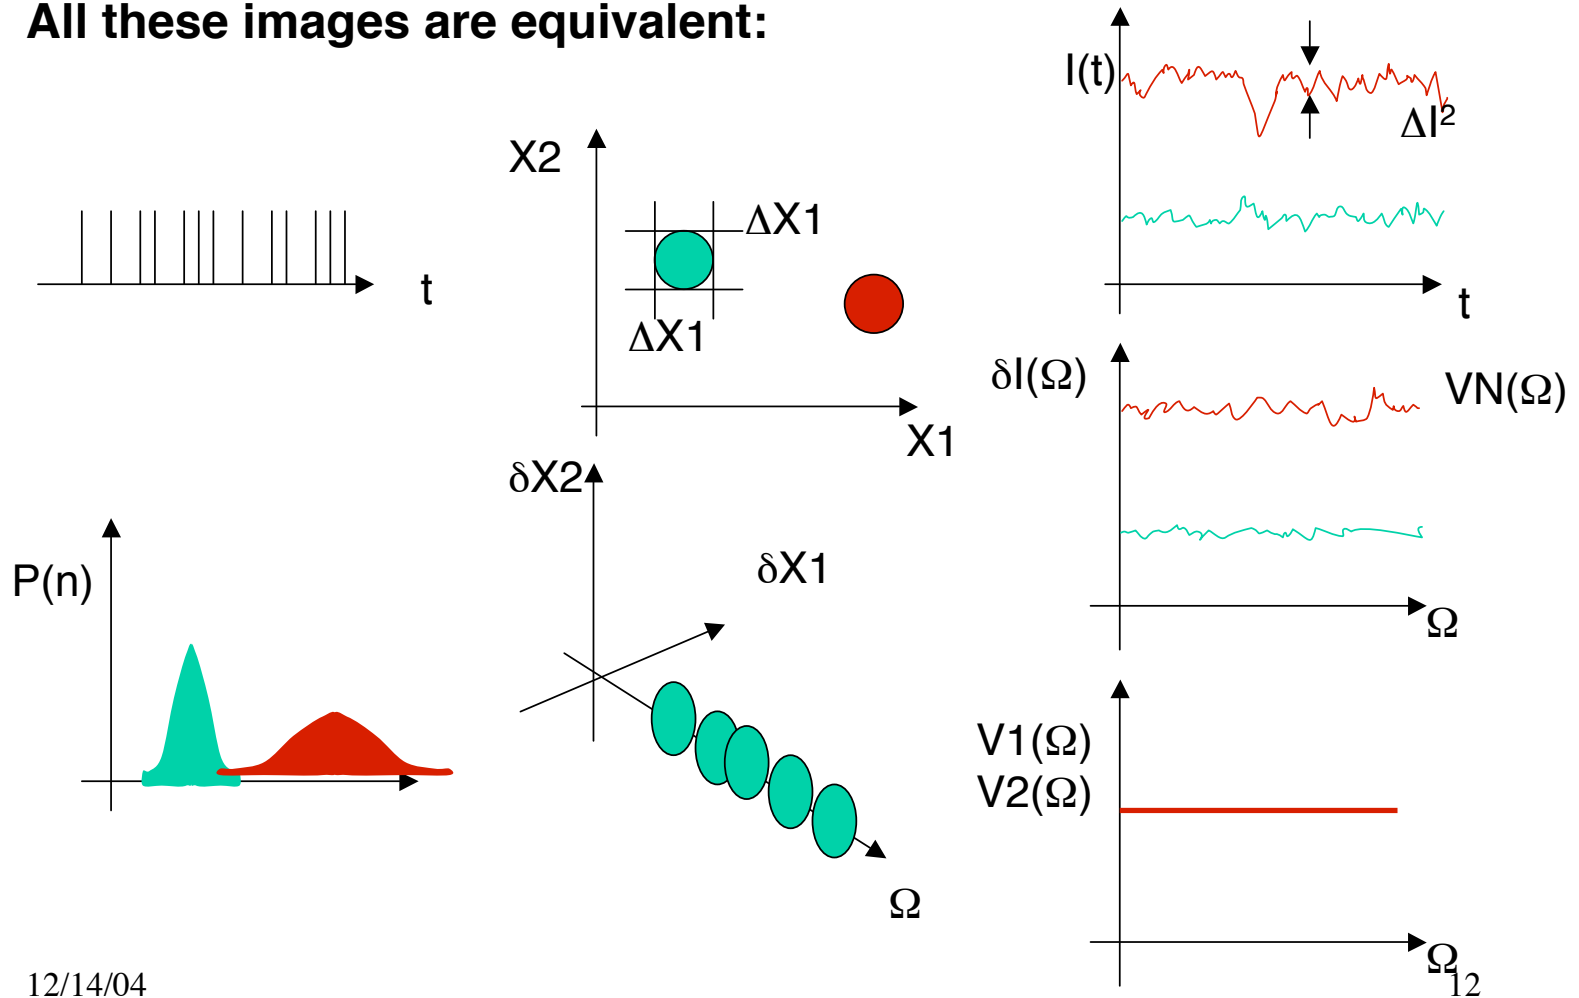 All these images are equivalent:
t
P(n)
X2
ΔX1
ΔX1
X1
δX2
δX1
Ω
I(t)
ΔI²
t
δI(Ω)
VN(Ω)
Ω
V1(Ω)
V2(Ω)
Ω
12/14/04
12